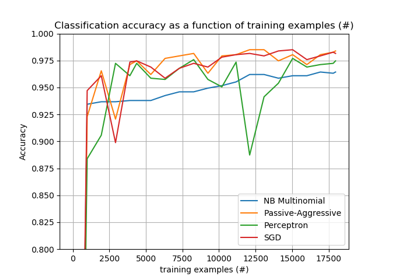 Classification accuracy as a function of training examples (#)
1.000
0.975
0.950
0.925
0.900
0.875
0.850
0.825
0.800
Accuracy
NB Multinomial
Passive-Aggressive
Perceptron
SGD
0 2500 5000 7500 10000 12500 15000 17500
training examples (#)